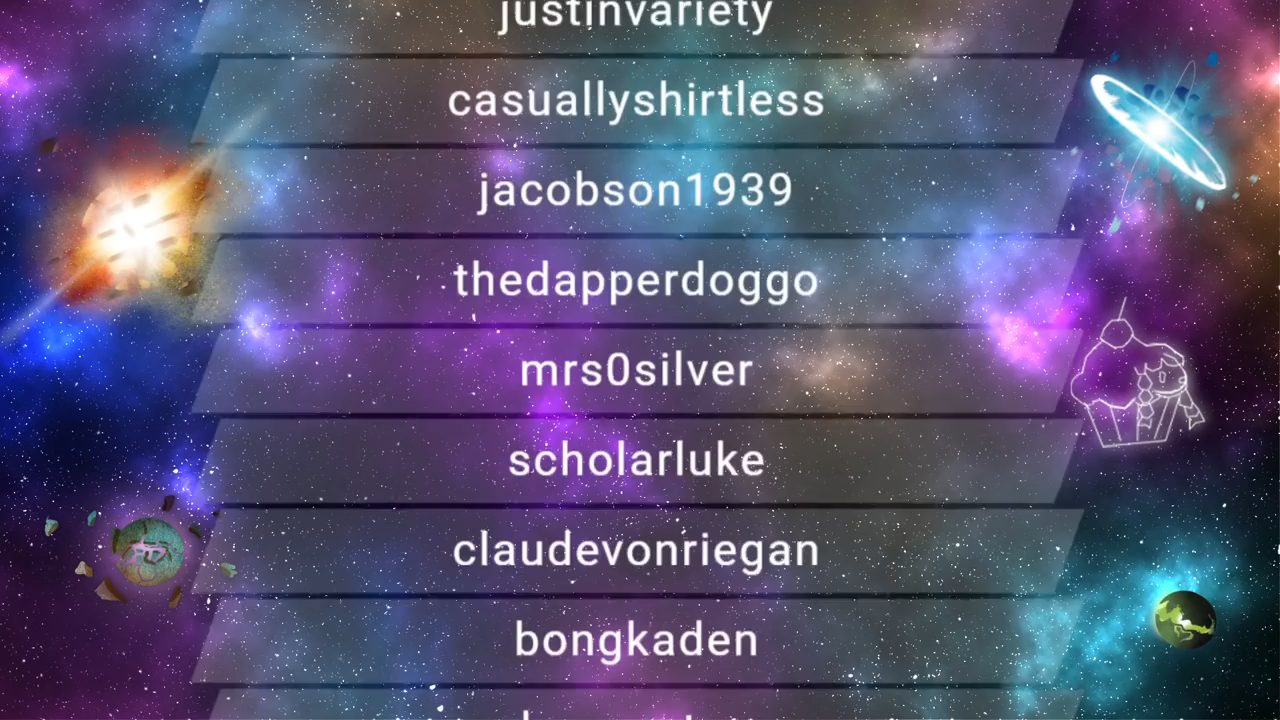 justinvariety
casuallyshirtless
jacobson1939
thedapperdoggo
mrs0silver
scholarluke
claudevonriegan
bongkaden